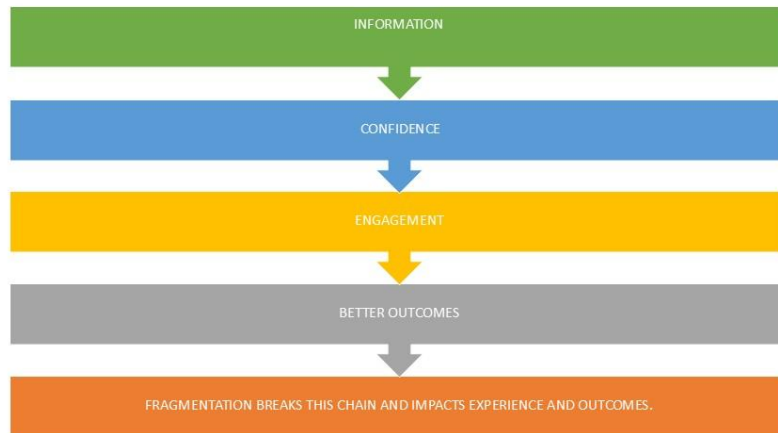 INFORMATION
CONFIDENCE
ENGAGEMENT
BETTER OUTCOMES
FRAGMENTATION BREAKS THIS CHAIN AND IMPACTS EXPERIENCE AND OUTCOMES.